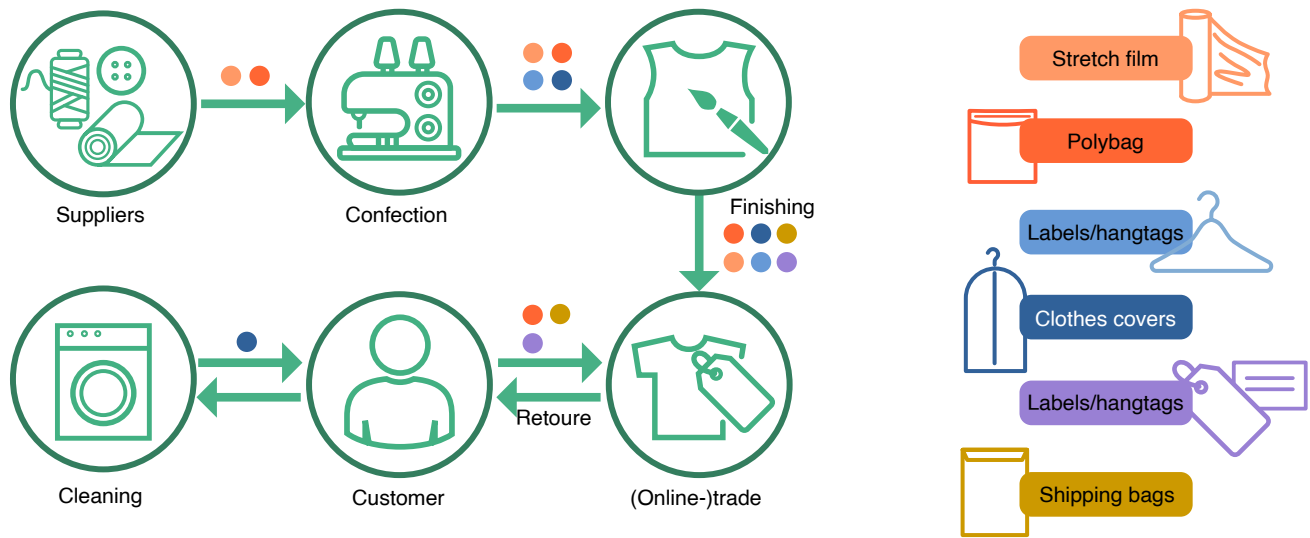 Suppliers
Confection
Finishing
Cleaning
Customer
Retoure
(Online-)trade
Stretch film
Polybag
Labels/hangtags
Clothes covers
Labels/hangtags
Shipping bags